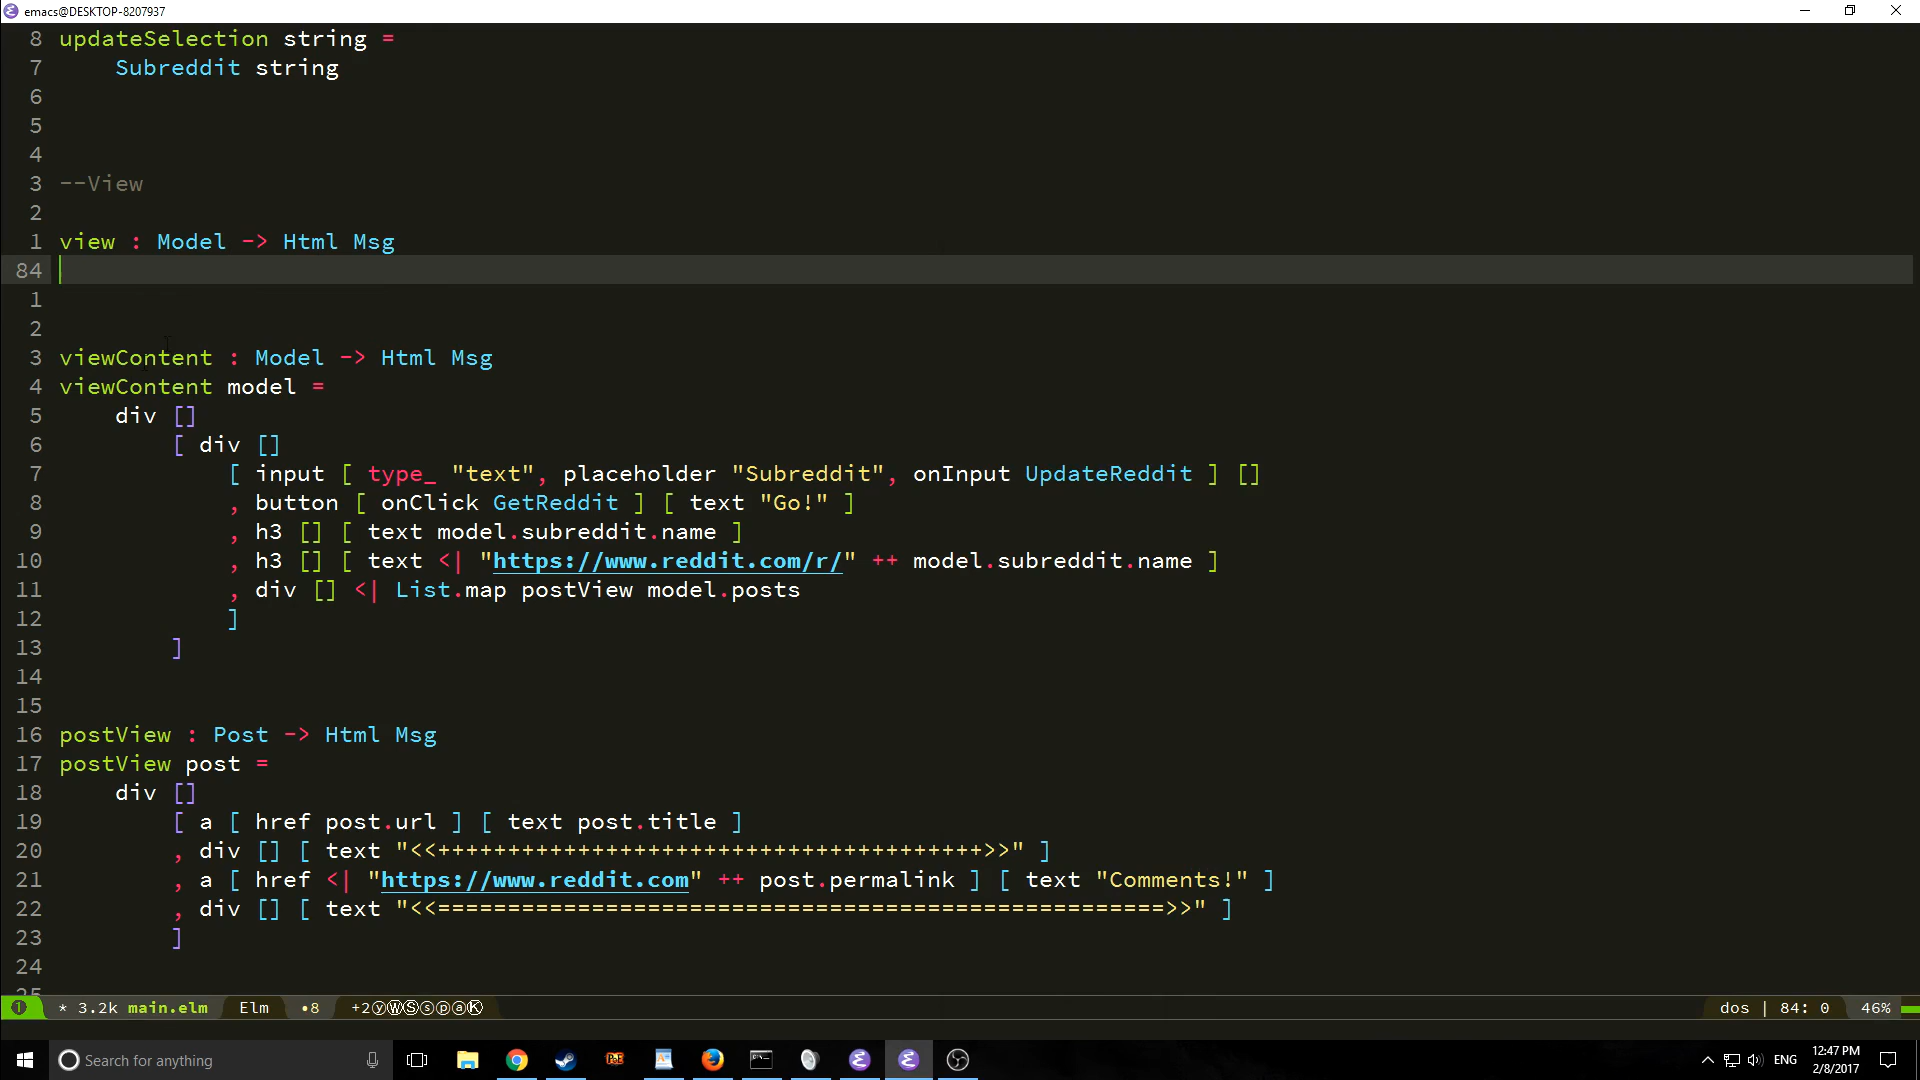 emacs@DESKTOP-8207937
8 updateSelection string =
7     Subreddit string
6
5
4
3 --View
2
1 view : Model -> Html Msg
84
1
2
3 viewContent : Model -> Html Msg
4 viewContent model =
5     div []
6         [ div []
7             [ input [ type_ "text", placeholder "Subreddit", onInput UpdateReddit ] []
8             , button [ onClick GetReddit ] [ text "Go!" ]
9             , h3 [] [ text model.subreddit.name ]
10             , h3 [] [ text <| "https://www.reddit.com/r/" ++ model.subreddit.name ]
11             , div [] <| List.map postView model.posts
12             ]
13         ]
14
15
16 postView : Post -> Html Msg
17 postView post =
18     div []
19         [ a [ href post.url ] [ text post.title ]
20         , div [] [ text "<<+++++++++++++++++++++++++++++++++++++++>>" ]
21         , a [ href <| "https://www.reddit.com" ++ post.permalink ] [ text "Comments!" ]
22         , div [] [ text "<<====================================================>>" ]
23         ]
24
25
1 * 3.2k main.elm Elm •8 +2ⓨⓌⓈⓢⓟⓐⓀ dos | 84: 0 46%
Search for anything ENG 12:47 PM
2/8/2017